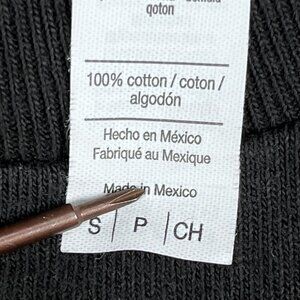 qoton
100% cotton / coton /
algodón
Hecho en México
Fabriqué au Mexique
Made in Mexico
S | P | CH